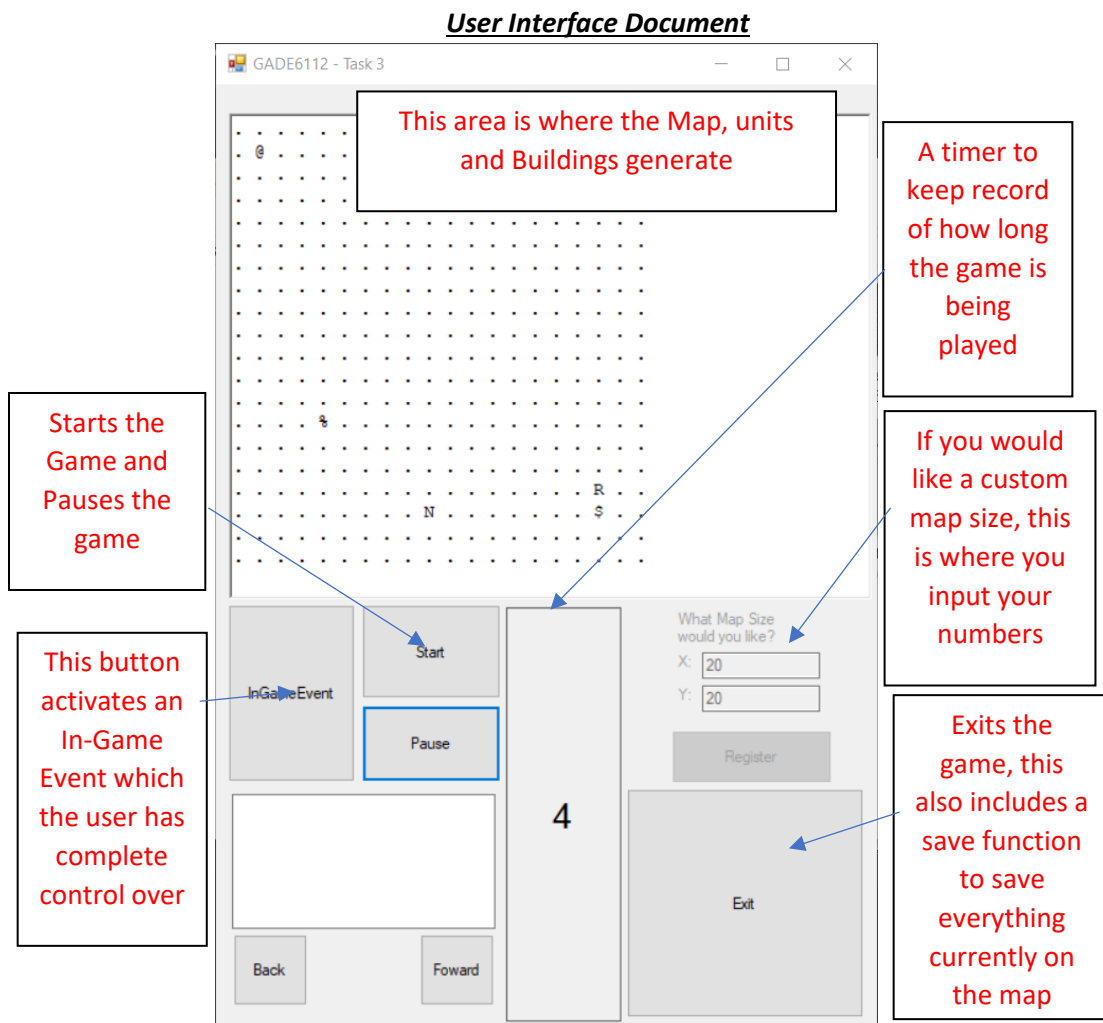 User Interface Document
GADE6112 - Task 3
This area is where the Map, units
and Buildings generate
. . . . . .
. @ . . . .
. . . . . .
. . . . . .
. . . . . . . . . . . . . . . . . . . .
. . . . . . . . . . . . . . . . . . . .
. . . . . . . . . . . . . . . . . . . .
. . . . . . . . . . . . . . . . . . . .
. . . . . . . . . . . . . . . . . . . .
. . . . . . . . . . . . . . . . . . . .
. . . . . . . . . . . . . . . . . . . .
. . . . . . . . . . . . . . . . . . . .
. . . . . . . . . . . . . . . . . . . .
. . . . % . . . . . . . . . . . . . . .
. . . . . . . . . . . . . . . . . . . .
. . . . . . . . . . . . . . . . . . . .
. . . . . . . . . . . . . . . . . R . .
. . . . . . . . . N . . . . . . . $ . .
. . . . . . . . . . . . . . . . . . . .
. . . . . . . . . . . . . . . . . . . .
A timer to
keep record
of how long
the game is
being
played
Starts the
Game and
Pauses the
game
If you would
like a custom
map size, this
is where you
input your
numbers
This button
activates an
In-Game
Event which
the user has
complete
control over
InGameEvent
Start
Pause
4
What Map Size
would you like?
X: 20
Y: 20
Register
Exit
Exits the
game, this
also includes a
save function
to save
everything
currently on
the map
Back
Foward